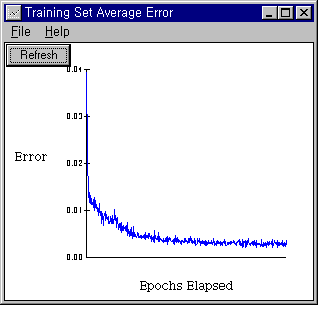 Training Set Average Error
File Help
Refresh
0.04
0.03
Error
0.02
0.01
0.00
Epochs Elapsed